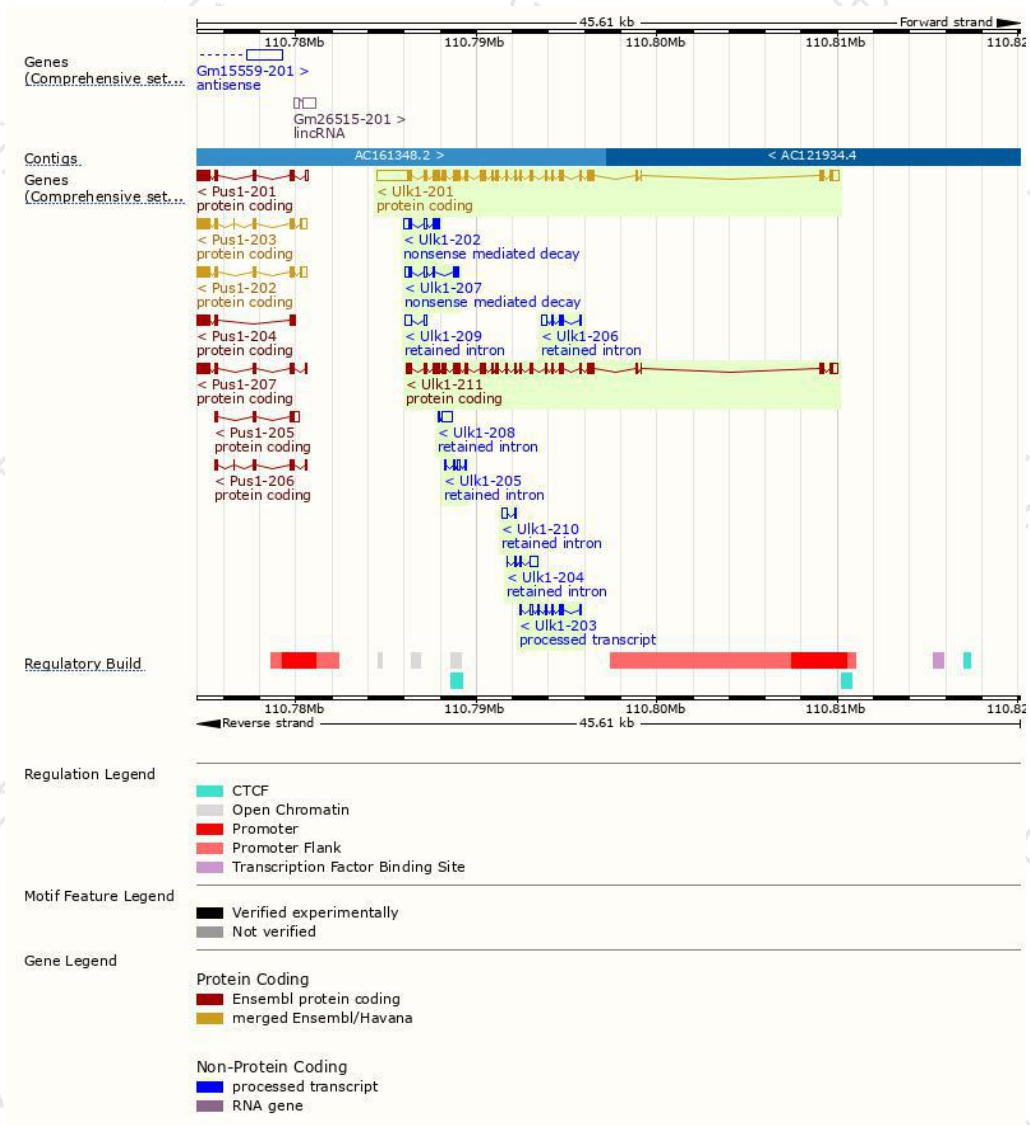 45.61 kb Forward strand
110.78Mb 110.79Mb 110.80Mb 110.81Mb 110.82
Genes
(Comprehensive set...
Gm15559-201 >
antisense
Gm26515-201 >
lincRNA
Contigs
AC161348.2 > < AC121934.4
Genes
(Comprehensive set...
< Pus1-201 < Ulk1-201
protein coding protein coding
< Pus1-203 < Ulk1-202
protein coding nonsense mediated decay
< Pus1-202 < Ulk1-207
protein coding nonsense mediated decay
< Pus1-204 < Ulk1-209 < Ulk1-206
protein coding retained intron retained intron
< Pus1-207 < Ulk1-211
protein coding protein coding
< Pus1-205 < Ulk1-208
protein coding retained intron
< Pus1-206 < Ulk1-205
protein coding retained intron
< Ulk1-210
retained intron
< Ulk1-204
retained intron
< Ulk1-203
processed transcript
Regulatory Build
110.78Mb 110.79Mb 110.80Mb 110.81Mb 110.82
Reverse strand 45.61 kb
Regulation Legend
CTCF
Open Chromatin
Promoter
Promoter Flank
Transcription Factor Binding Site
Motif Feature Legend
Verified experimentally
Not verified
Gene Legend
Protein Coding
Ensembl protein coding
merged Ensembl/Havana
Non-Protein Coding
processed transcript
RNA gene